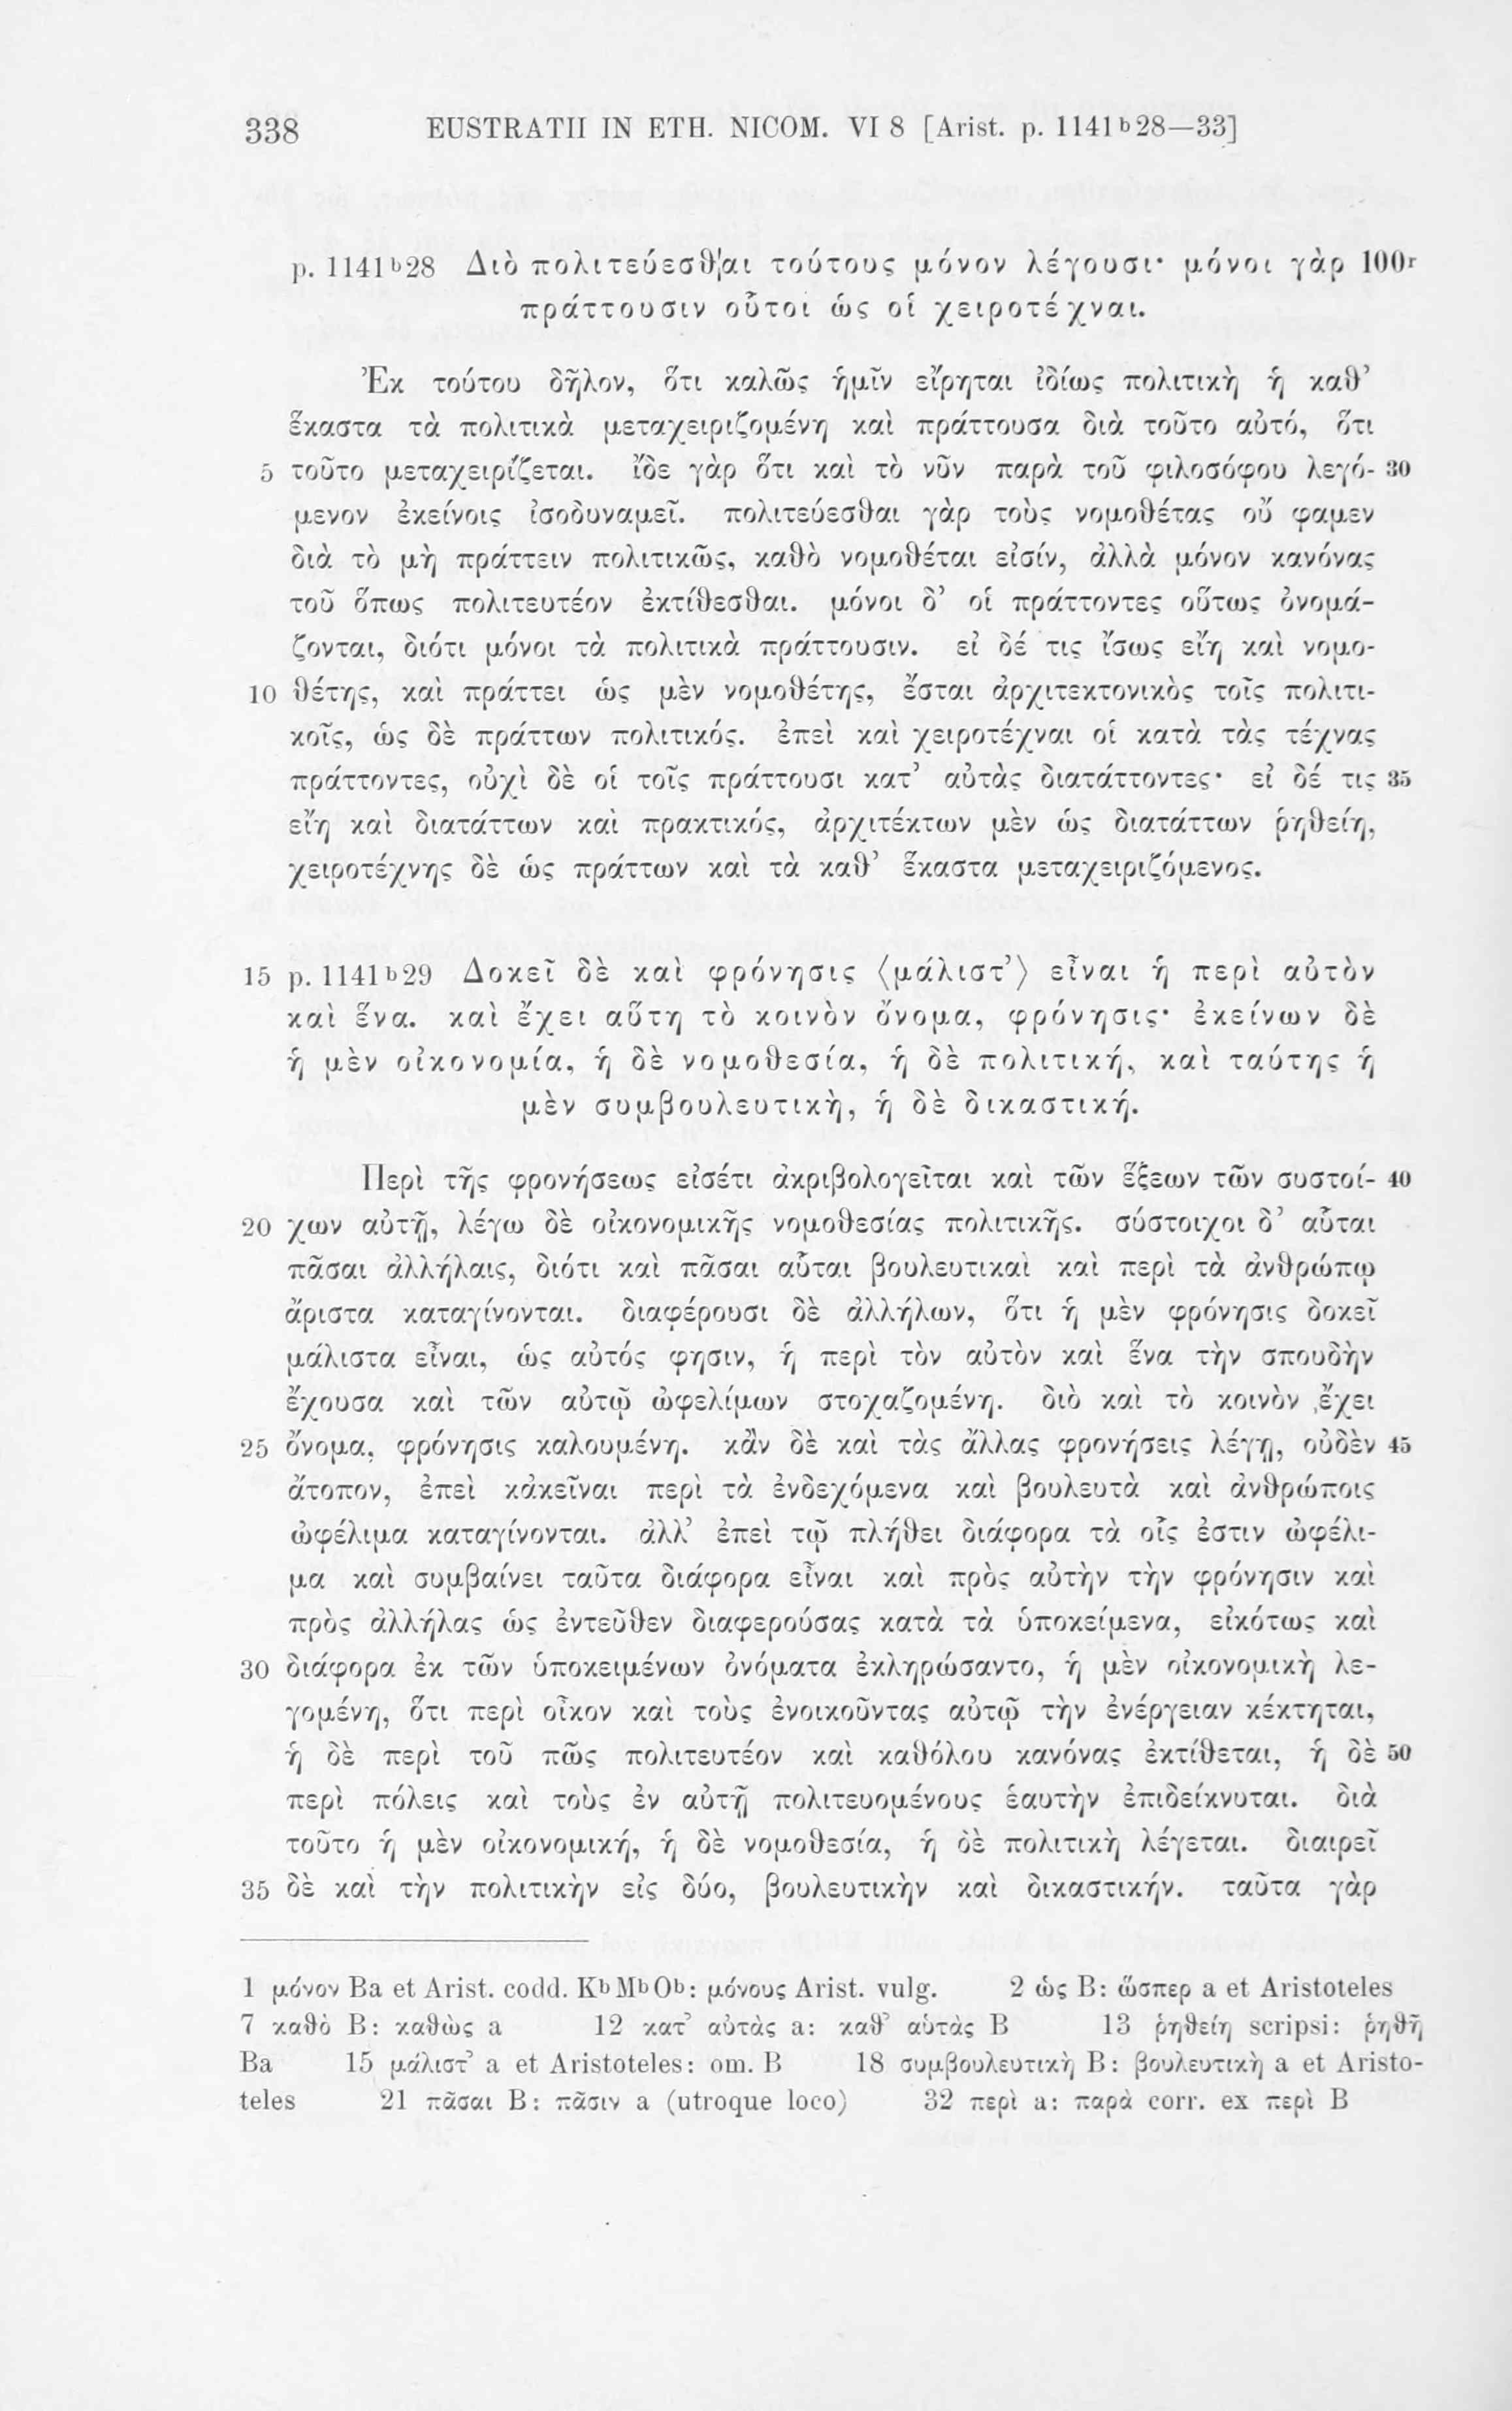 338 EUSTRATII IN ETH. NICOM. VI 8 [Arist. p. 1141ᵇ28—33]
p. 1141ᵇ28 Διὸ πολιτεύεσθ|αι τούτους μόνον λέγουσι· μόνοι γὰρ 100ʳ
πράττουσιν οὗτοι ὡς οἱ χειροτέχναι.
Ἐκ τούτου δῆλον, ὅτι καλῶς ἡμῖν εἴρηται ἰδίως πολιτικὴ ἡ καθ’
ἕκαστα τὰ πολιτικὰ μεταχειριζομένη καὶ πράττουσα διὰ τοῦτο αὐτό, ὅτι
5 τοῦτο μεταχειρίζεται. ἴδε γὰρ ὅτι καὶ τὸ νῦν παρὰ τοῦ φιλοσόφου λεγό- 30
μενον ἐκείνοις ἰσοδυναμεῖ. πολιτεύεσθαι γὰρ τοὺς νομοθέτας οὔ φαμεν
διὰ τὸ μὴ πράττειν πολιτικῶς, καθὸ νομοθέται εἰσίν, ἀλλὰ μόνον κανόνας
τοῦ ὅπως πολιτευτέον ἐκτίθεσθαι. μόνοι δ’ οἱ πράττοντες οὕτως ὀνομά-
ζονται, διότι μόνοι τὰ πολιτικὰ πράττουσιν. εἰ δέ τις ἴσως εἴη καὶ νομο-
10 θέτης, καὶ πράττει ὡς μὲν νομοθέτης, ἔσται ἀρχιτεκτονικὸς τοῖς πολιτι-
κοῖς, ὡς δὲ πράττων πολιτικός. ἐπεὶ καὶ χειροτέχναι οἱ κατὰ τὰς τέχνας
πράττοντες, οὐχὶ δὲ οἱ τοῖς πράττουσι κατ’ αὐτὰς διατάττοντες· εἰ δέ τις 35
εἴη καὶ διατάττων καὶ πρακτικός, ἀρχιτέκτων μὲν ὡς διατάττων ῥηθείη,
χειροτέχνης δὲ ὡς πράττων καὶ τὰ καθ’ ἕκαστα μεταχειριζόμενος.
15 p. 1141ᵇ29 Δοκεῖ δὲ καὶ φρόνησις ⟨μάλιστ’⟩ εἶναι ἡ περὶ αὐτὸν
καὶ ἕνα. καὶ ἔχει αὕτη τὸ κοινὸν ὄνομα, φρόνησις· ἐκείνων δὲ
ἡ μὲν οἰκονομία, ἡ δὲ νομοθεσία, ἡ δὲ πολιτική, καὶ ταύτης ἡ
μὲν συμβουλευτικὴ, ἡ δὲ δικαστική.
Περὶ τῆς φρονήσεως εἰσέτι ἀκριβολογεῖται καὶ τῶν ἕξεων τῶν συστοί- 40
20 χων αὐτῇ, λέγω δὲ οἰκονομικῆς νομοθεσίας πολιτικῆς. σύστοιχοι δ’ αὗται
πᾶσαι ἀλλήλαις, διότι καὶ πᾶσαι αὗται βουλευτικαὶ καὶ περὶ τὰ ἀνθρώπῳ
ἄριστα καταγίνονται. διαφέρουσι δὲ ἀλλήλων, ὅτι ἡ μὲν φρόνησις δοκεῖ
μάλιστα εἶναι, ὡς αὐτός φησιν, ἡ περὶ τὸν αὐτὸν καὶ ἕνα τὴν σπουδὴν
ἔχουσα καὶ τῶν αὐτῷ ὠφελίμων στοχαζομένη. διὸ καὶ τὸ κοινὸν ἔχει
25 ὄνομα, φρόνησις καλουμένη. κἂν δὲ καὶ τὰς ἄλλας φρονήσεις λέγῃ, οὐδὲν 45
ἄτοπον, ἐπεὶ κἀκεῖναι περὶ τὰ ἐνδεχόμενα καὶ βουλευτὰ καὶ ἀνθρώποις
ὠφέλιμα καταγίνονται. ἀλλ’ ἐπεὶ τῷ πλήθει διάφορα τὰ οἷς ἐστιν ὠφέλι-
μα καὶ συμβαίνει ταῦτα διάφορα εἶναι καὶ πρὸς αὐτὴν τὴν φρόνησιν καὶ
πρὸς ἀλλήλας ὡς ἐντεῦθεν διαφερούσας κατὰ τὰ ὑποκείμενα, εἰκότως καὶ
30 διάφορα ἐκ τῶν ὑποκειμένων ὀνόματα ἐκληρώσαντο, ἡ μὲν οἰκονομικὴ λε-
γομένη, ὅτι περὶ οἶκον καὶ τοὺς ἐνοικοῦντας αὐτῷ τὴν ἐνέργειαν κέκτηται,
ἡ δὲ περὶ τοῦ πῶς πολιτευτέον καὶ καθόλου κανόνας ἐκτίθεται, ἡ δὲ 50
περὶ πόλεις καὶ τοὺς ἐν αὐτῇ πολιτευομένους ἑαυτὴν ἐπιδείκνυται. διὰ
τοῦτο ἡ μὲν οἰκονομική, ἡ δὲ νομοθεσία, ἡ δὲ πολιτικὴ λέγεται. διαιρεῖ
35 δὲ καὶ τὴν πολιτικὴν εἰς δύο, βουλευτικὴν καὶ δικαστικήν. ταῦτα γὰρ
1 μόνον Ba et Arist. codd. KᵇMᵇOᵇ: μόνους Arist. vulg. 2 ὡς B: ὥσπερ a et Aristoteles
7 καθὸ B: καθὼς a 12 κατ’ αὐτὰς a: καθ’ αὑτὰς B 13 ῥηθείη scripsi: ῥηθῇ
Ba 15 μάλιστ’ a et Aristoteles: om. B 18 συμβουλευτικὴ B: βουλευτικὴ a et Aristo-
teles 21 πᾶσαι B: πᾶσιν a (utroque loco) 32 περὶ a: παρὰ corr. ex περὶ B